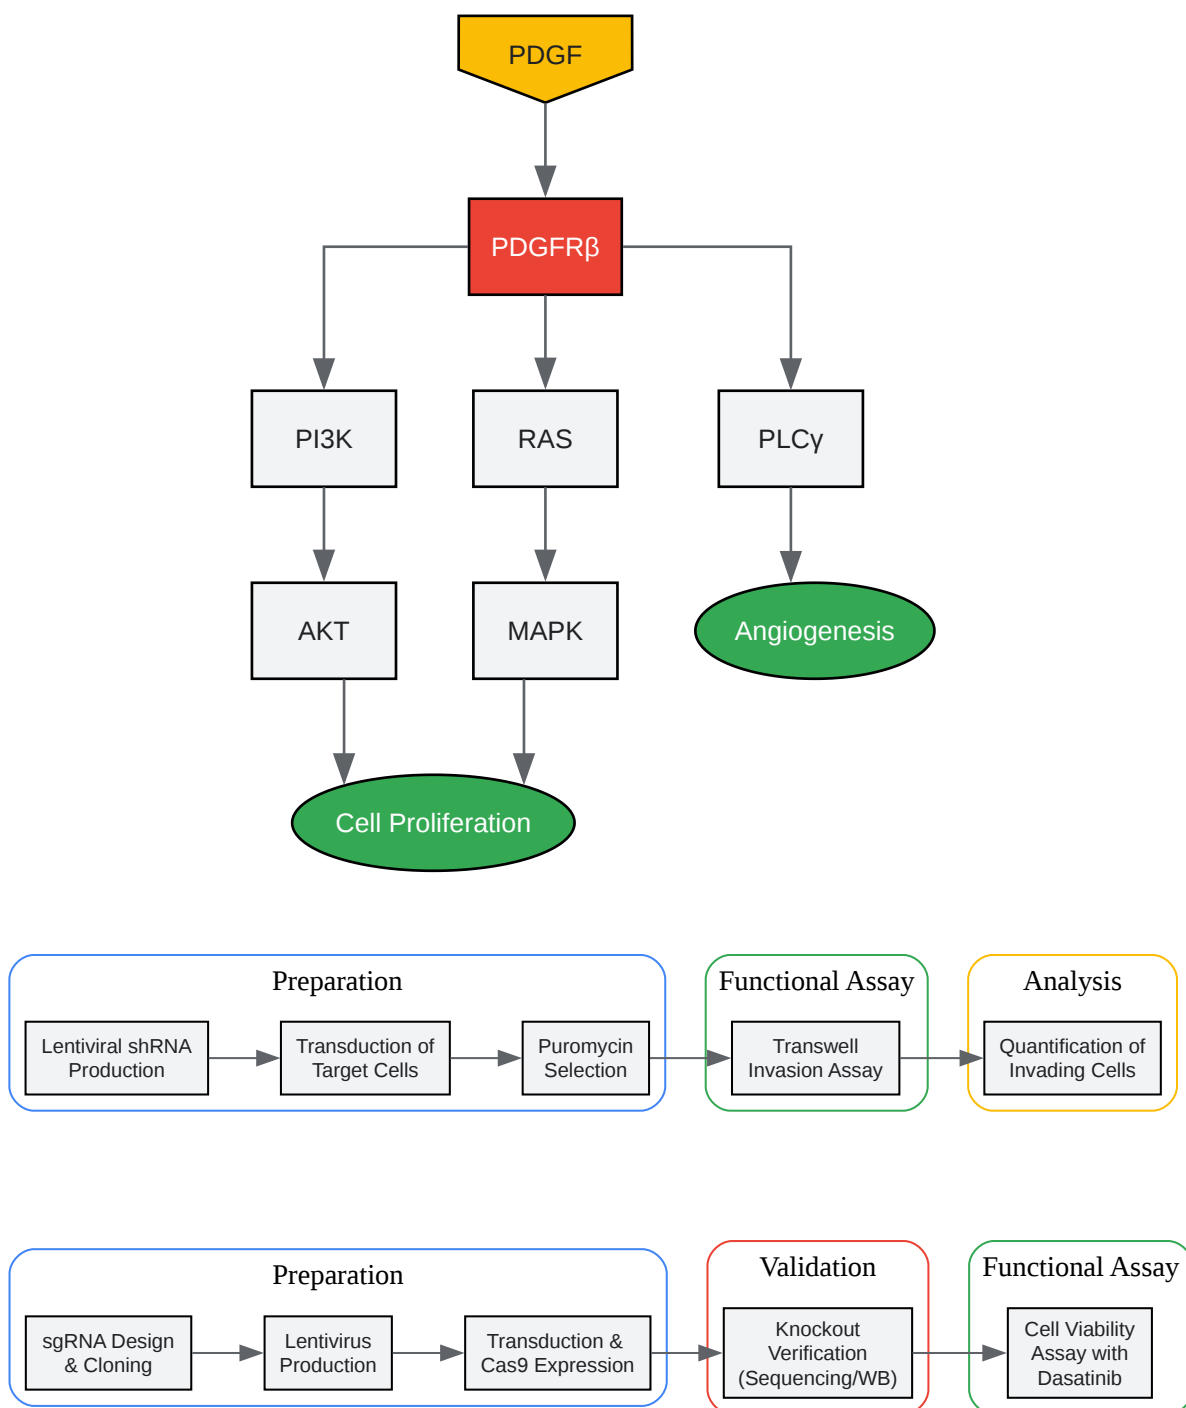 PDGF
PDGFRβ
PI3K
RAS
PLCγ
AKT
MAPK
Angiogenesis
Cell Proliferation
Preparation
Lentiviral shRNA
Production
Transduction of
Target Cells
Puromycin
Selection
Functional Assay
Transwell
Invasion Assay
Analysis
Quantification of
Invading Cells
Preparation
sgRNA Design
& Cloning
Lentivirus
Production
Transduction &
Cas9 Expression
Validation
Knockout
Verification
(Sequencing/WB)
Functional Assay
Cell Viability
Assay with
Dasatinib